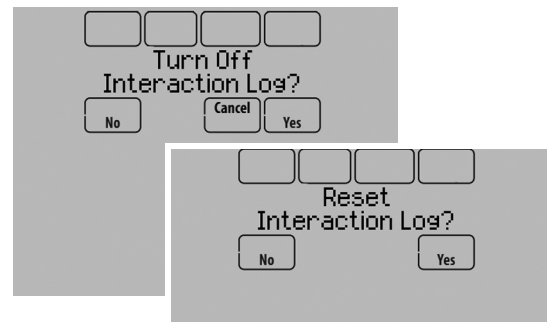 Turn Off
Interaction Log?
No Cancel Yes
Reset
Interaction Log?
No Yes